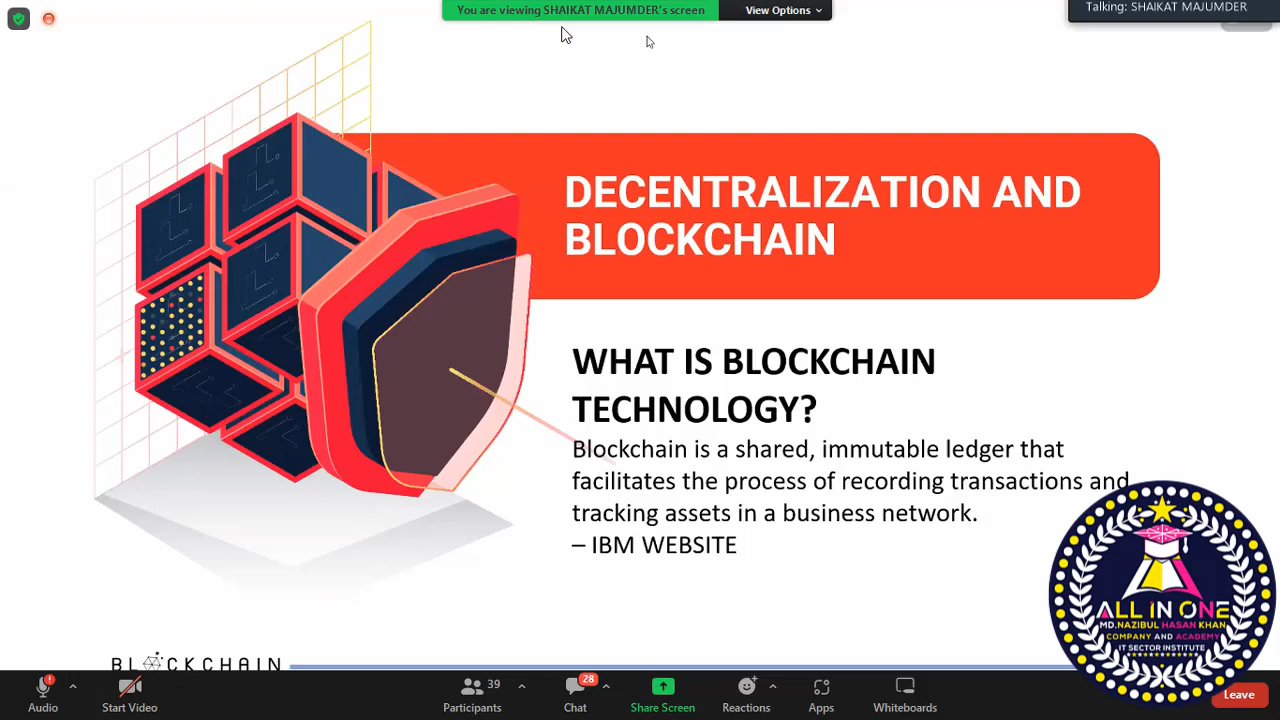 You are viewing SHAIKAT MAJUMDER's screen
View Options
Talking: SHAIKAT MAJUMDER
DECENTRALIZATION AND
BLOCKCHAIN
WHAT IS BLOCKCHAIN
TECHNOLOGY?
Blockchain is a shared, immutable ledger that
facilitates the process of recording transactions and
tracking assets in a business network.
– IBM WEBSITE
ALL IN ONE
MD.NAZIBUL HASAN KHAN
COMPANY AND ACADEMY
IT SECTOR INSTITUTE
BLOCKCHAIN
39
28
Audio
Start Video
Participants
Chat
Share Screen
Reactions
Apps
Whiteboards
Leave